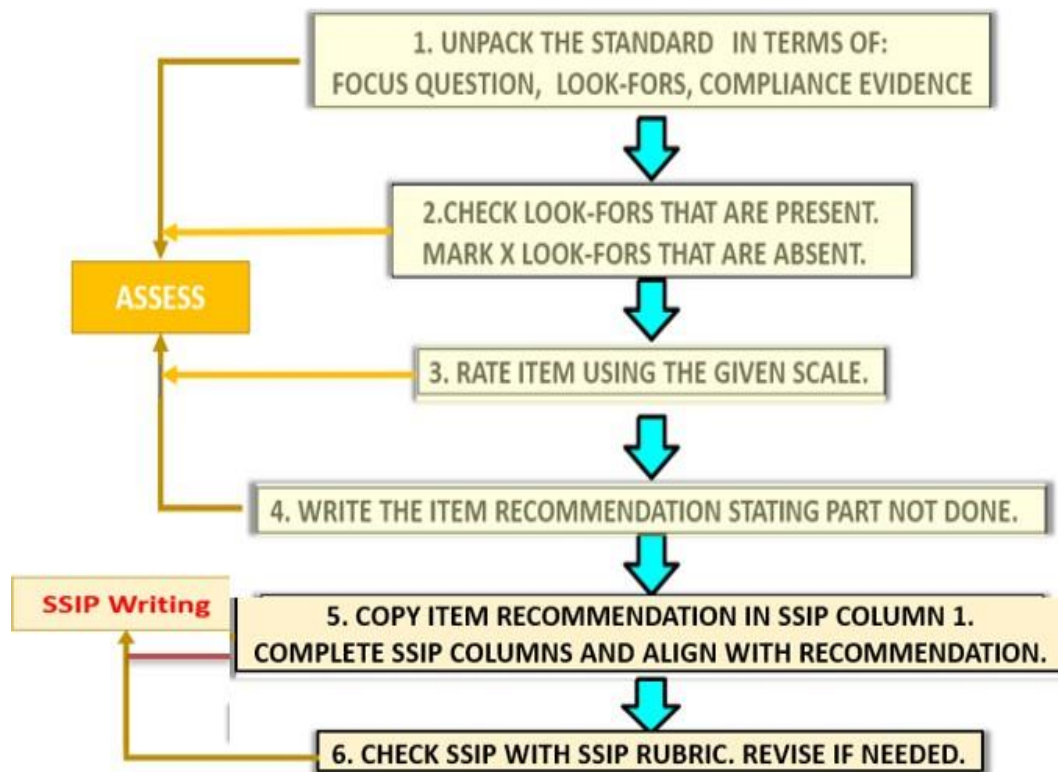 1. UNPACK THE STANDARD IN TERMS OF:
FOCUS QUESTION, LOOK-FORS, COMPLIANCE EVIDENCE
2.CHECK LOOK-FORS THAT ARE PRESENT.
MARK X LOOK-FORS THAT ARE ABSENT.
ASSESS
3. RATE ITEM USING THE GIVEN SCALE.
4. WRITE THE ITEM RECOMMENDATION STATING PART NOT DONE.
SSIP Writing
5. COPY ITEM RECOMMENDATION IN SSIP COLUMN 1.
COMPLETE SSIP COLUMNS AND ALIGN WITH RECOMMENDATION.
6. CHECK SSIP WITH SSIP RUBRIC. REVISE IF NEEDED.